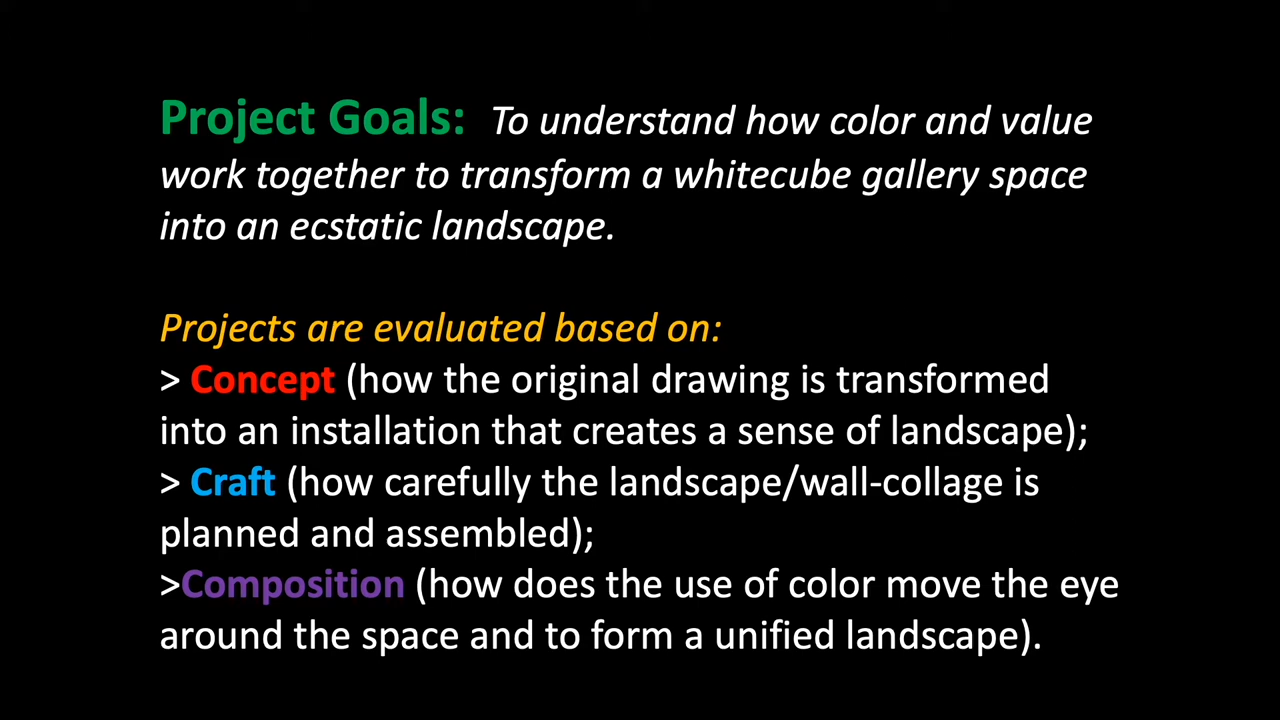 Project Goals: To understand how color and value
work together to transform a whitecube gallery space
into an ecstatic landscape.
Projects are evaluated based on:
> Concept (how the original drawing is transformed
into an installation that creates a sense of landscape);
> Craft (how carefully the landscape/wall-collage is
planned and assembled);
>Composition (how does the use of color move the eye
around the space and to form a unified landscape).